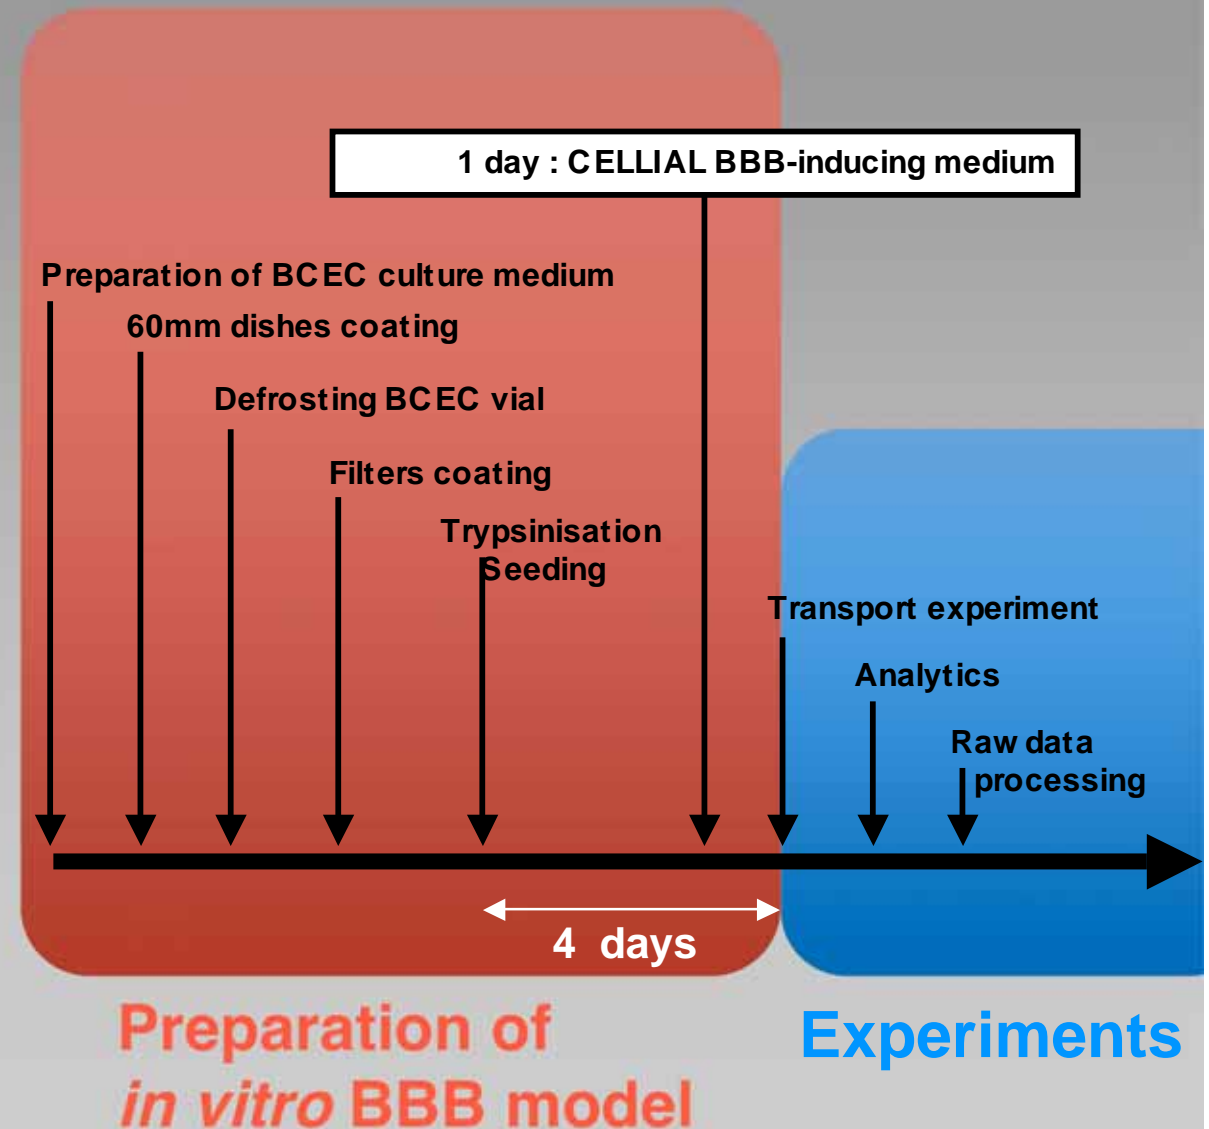 1 day : CELLIAL BBB-inducing medium
Preparation of BCEC culture medium
60mm dishes coating
Defrosting BCEC vial
Filters coating
Trypsinisation
Seeding
Transport experiment
Analytics
Raw data
processing
4 days
Preparation of
in vitro BBB model
Experiments